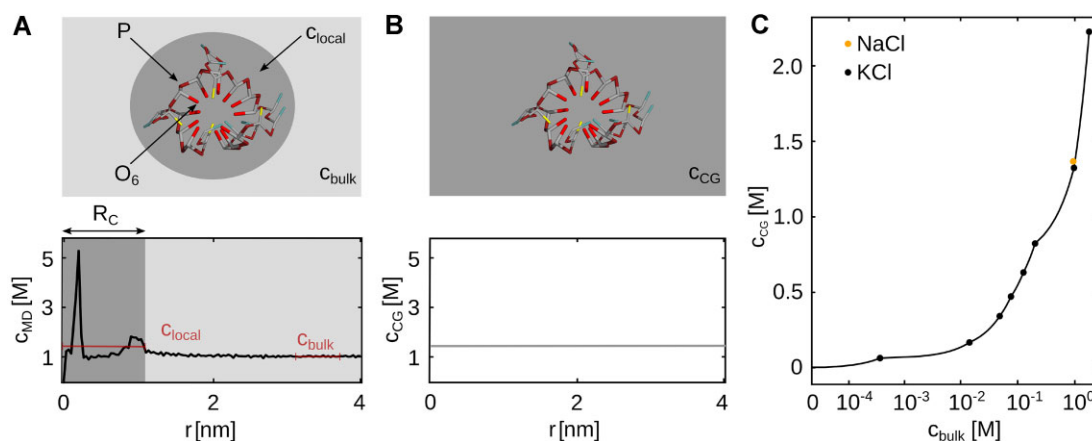 A
P
c_local
O_6
c_bulk
R_C
5
3
1
c_MD [M]
c_local
c_bulk
0
2
4
r [nm]
B
c_CG
5
3
1
c_CG [M]
0
2
4
r [nm]
C
NaCl
KCl
2.0
1.5
1.0
0.5
0
c_CG [M]
0 10^-4 10^-3 10^-2 10^-1 10^0
c_bulk [M]